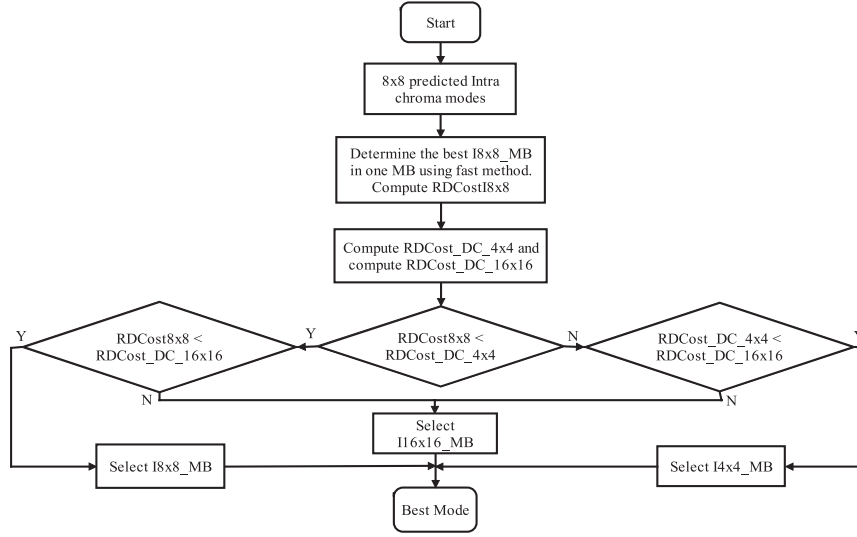 Start
8x8 predicted Intra
chroma modes
Determine the best I8x8_MB
in one MB using fast method.
Compute RDCostI8x8
Compute RDCost_DC_4x4 and
compute RDCost_DC_16x16
Y
RDCost8x8 <
RDCost_DC_16x16
Y
RDCost8x8 <
RDCost_DC_4x4
N
RDCost_DC_4x4 <
RDCost_DC_16x16
Y
N
N
Select
I16x16_MB
Select I8x8_MB
Select I4x4_MB
Best Mode